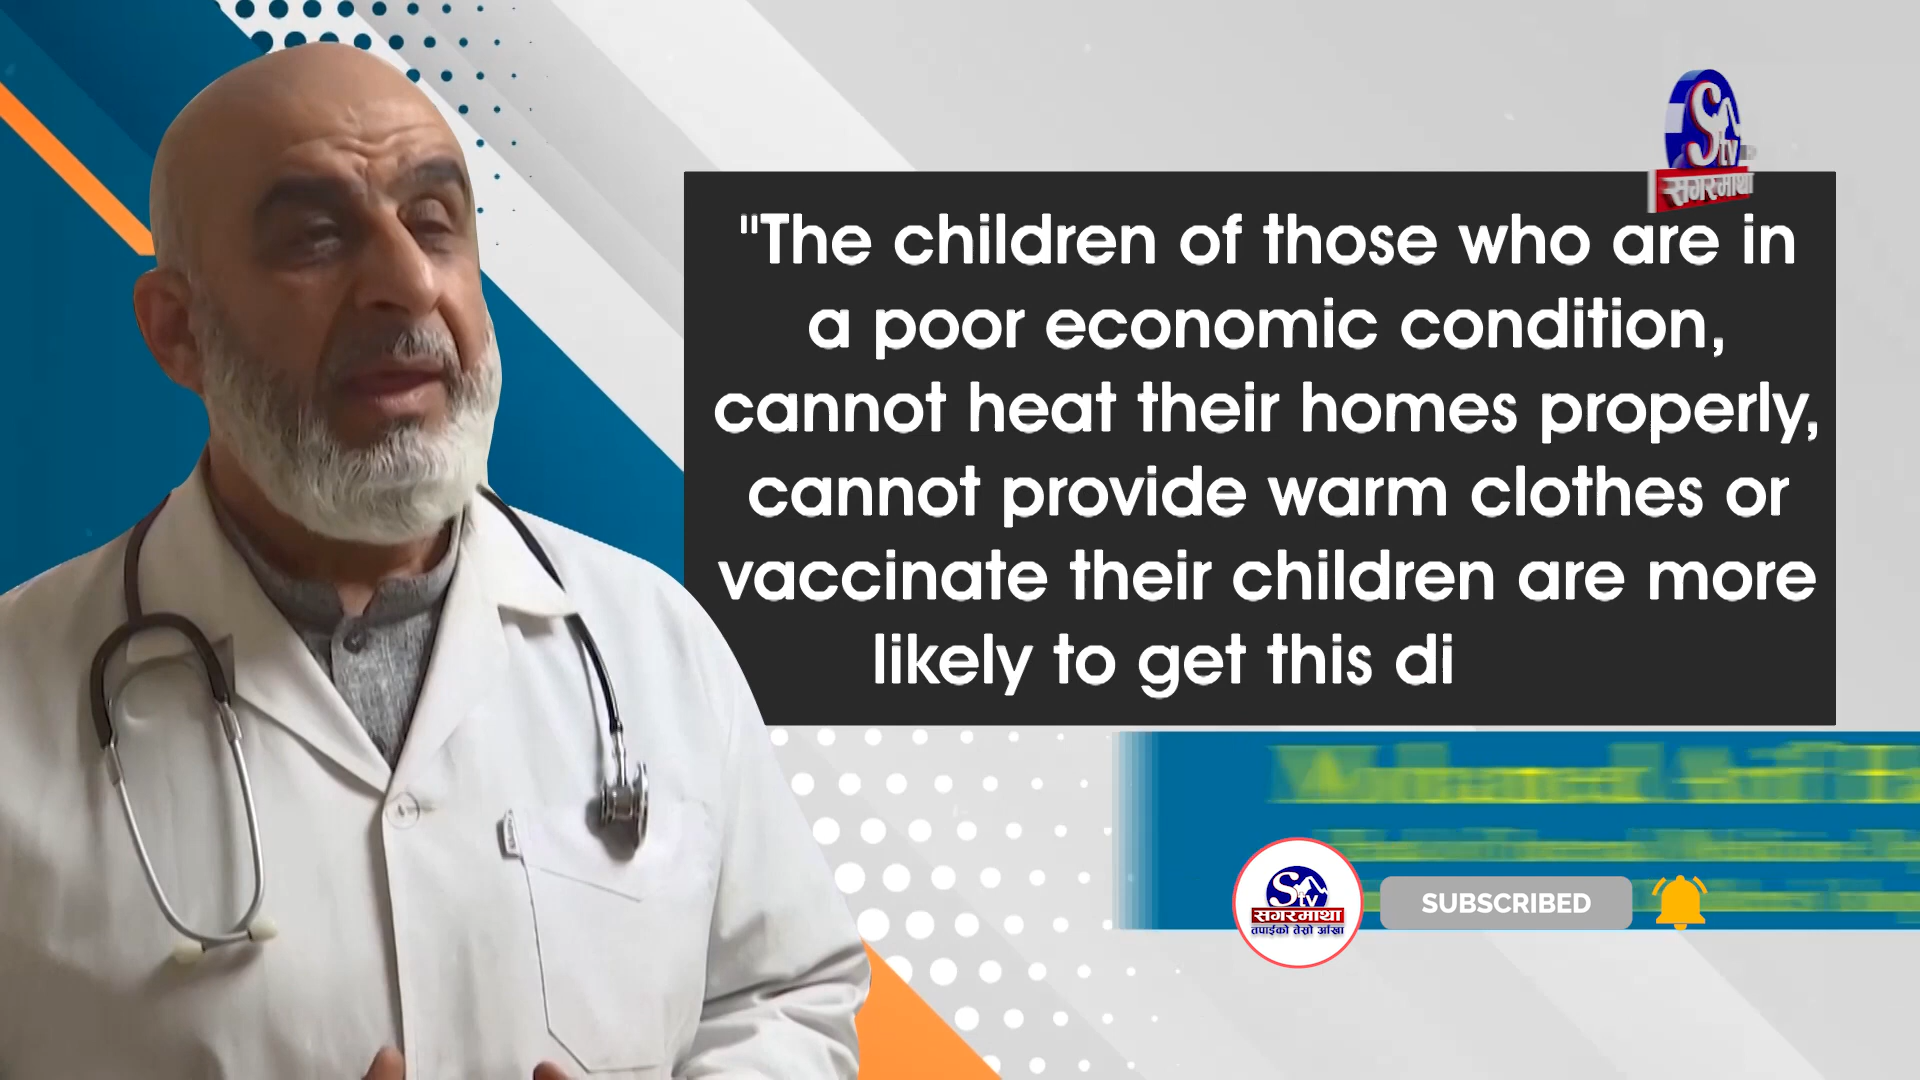 Stv
सगरमाथा
"The children of those who are in
a poor economic condition,
cannot heat their homes properly,
cannot provide warm clothes or
vaccinate their children are more
likely to get this di
Stv
सगरमाथा
तपाईको तेस्रो आँखा
SUBSCRIBED